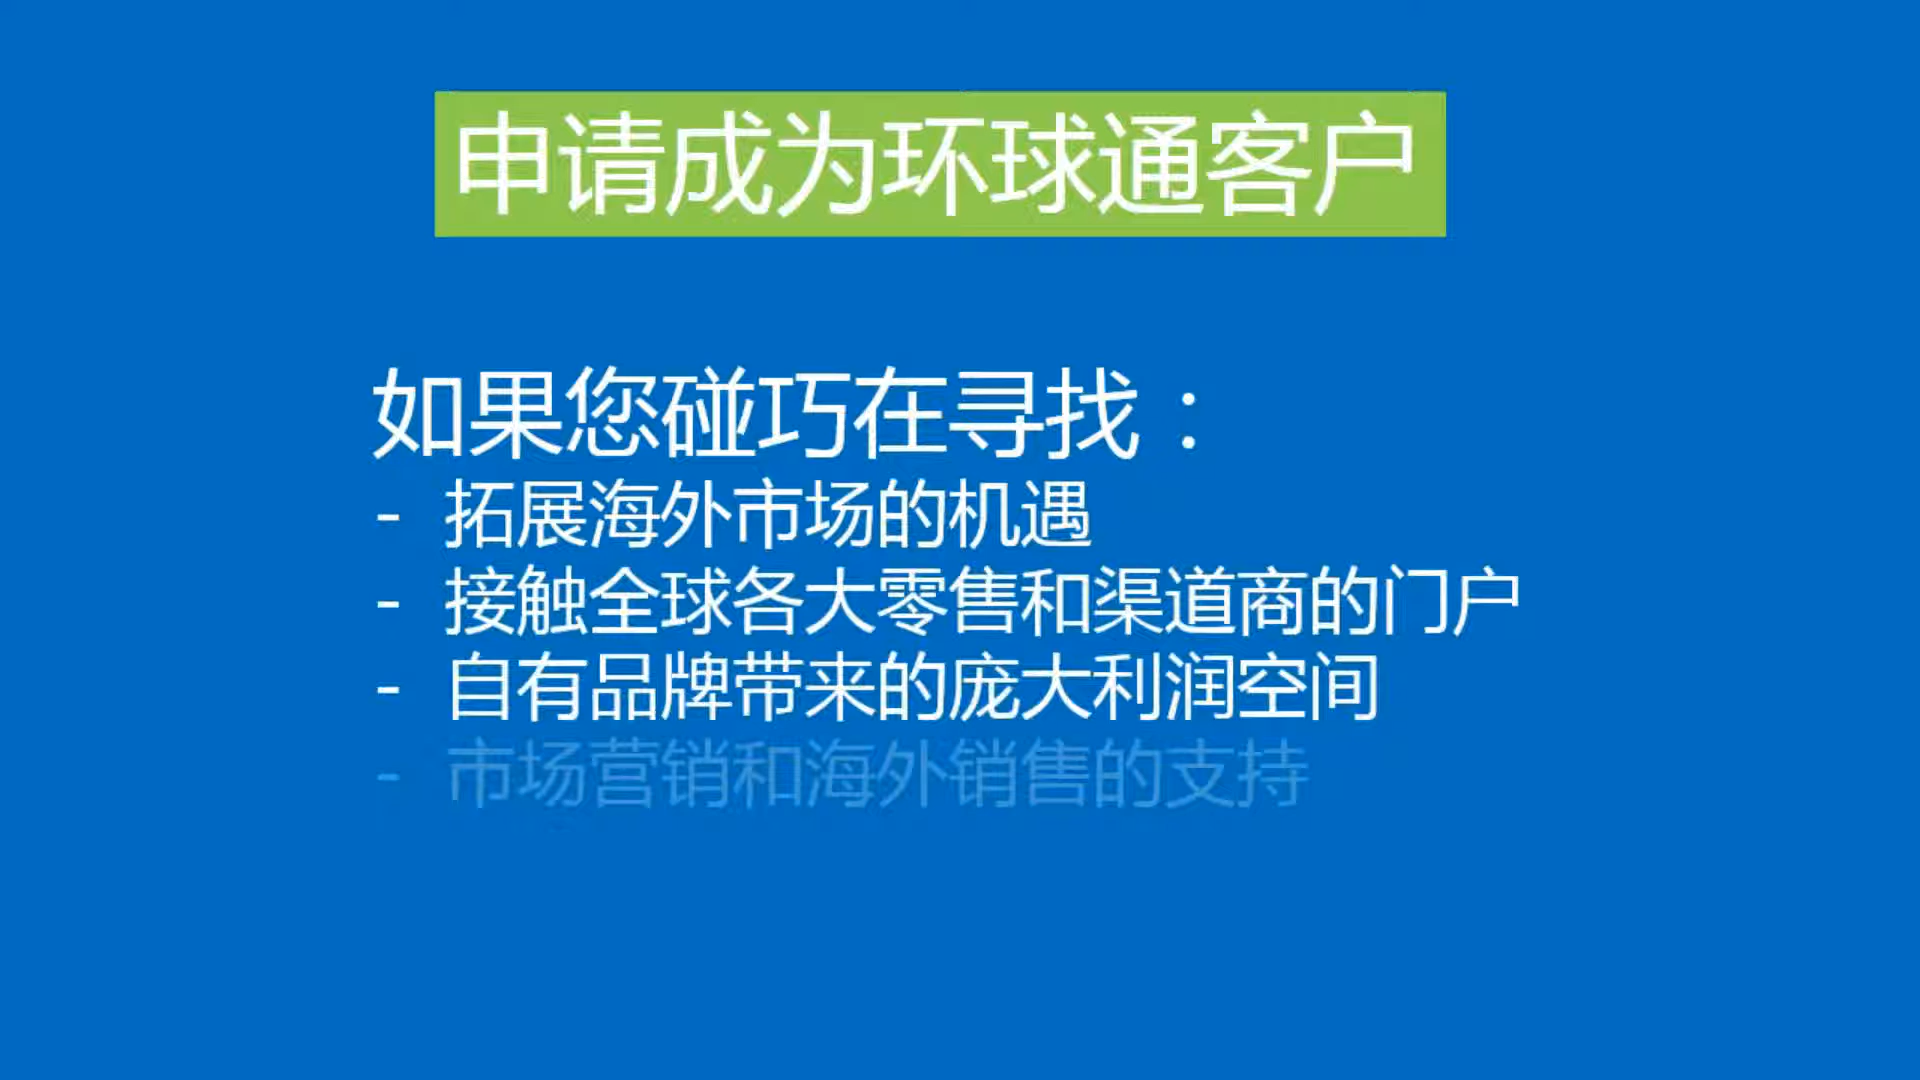 申请成为环球通客户
如果您碰巧在寻找：
- 拓展海外市场的机遇
- 接触全球各大零售和渠道商的门户
- 自有品牌带来的庞大利润空间
- 市场营销和海外销售的支持